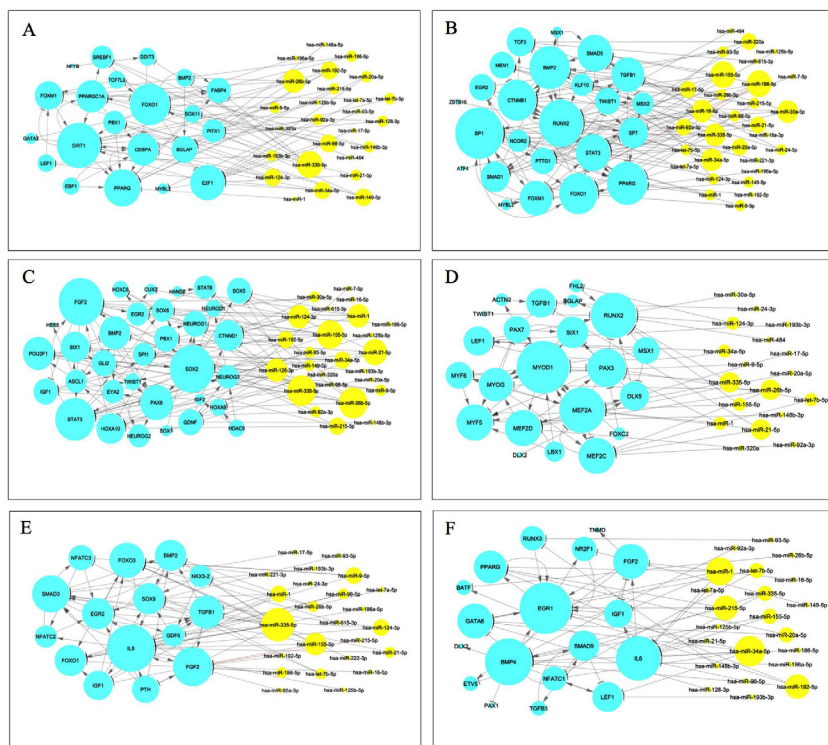 A
hsa-miR-146a-5p
hsa-miR-196a-5p
hsa-miR-186-5p
SREBF1
DDIT3
NFYB
hsa-miR-192-5p
hsa-miR-20a-5p
TCF7L2
BMP2
hsa-miR-26b-5p
FABP4
FOXM1
PPARGC1A
FOXO1
hsa-miR-215-5p
hsa-let-7a-5p
hsa-let-7b-5p
hsa-miR-9-5p
hsa-miR-125b-5p
hsa-miR-93-5p
SOX11
PBX1
hsa-miR-92a-3p
hsa-miR-128-3p
GATA2
PITX1
hsa-miR-320a
hsa-miR-17-5p
SIRT1
CEBPA
BGLAP
hsa-miR-98-5p
hsa-miR-148b-3p
LEF1
hsa-miR-193b-3p
hsa-miR-484
hsa-miR-335-5p
EBF1
hsa-miR-124-3p
hsa-miR-21-5p
PPARG
MYBL2
E2F1
hsa-miR-34a-5p
hsa-miR-1
hsa-miR-149-5p
B
MSX1
hsa-miR-484
TCF3
SMAD5
hsa-miR-320a
hsa-miR-93-5p
hsa-miR-125b-5p
MEN1
BMP2
TGFB1
hsa-miR-615-3p
hsa-miR-155-5p
hsa-miR-7-5p
EGR2
CTNNB1
KLF10
hsa-miR-17-5p
hsa-miR-186-5p
TWIST1
hsa-miR-26b-5p
ZBTB16
MSX2
hsa-miR-16-5p
hsa-miR-215-5p
hsa-miR-30a-5p
RUNX2
hsa-miR-98-5p
hsa-miR-21-5p
SP1
SP7
hsa-miR-92a-3p
hsa-miR-18a-3p
NCOR2
hsa-miR-335-5p
STAT3
hsa-let-7b-5p
hsa-miR-20a-5p
hsa-miR-24-3p
PTTG1
hsa-miR-34a-5p
ATF4
hsa-let-7a-5p
hsa-miR-221-3p
SMAD1
hsa-miR-196a-5p
hsa-miR-124-3p
FOXM1
FOXO1
PPARG
hsa-miR-149-5p
MYBL2
hsa-miR-1
hsa-miR-192-5p
hsa-miR-9-5p
C
HOXC6
CUX2
HAND2
STAT6
SOX5
hsa-miR-7-5p
hsa-miR-30a-5p
hsa-miR-16-5p
FGF2
EGR2
SOX6
NEUROD1
hsa-miR-615-3p
hsa-miR-124-3p
hsa-miR-1
HES5
NEUROG1
hsa-miR-186-5p
BMP2
PBX1
CTNND1
hsa-miR-192-5p
hsa-miR-155-5p
hsa-miR-125b-5p
POU2F1
SIX1
SPI1
hsa-miR-93-5p
hsa-miR-21-5p
GLI2
SOX2
hsa-miR-34a-5p
hsa-miR-149-5p
hsa-miR-128-3p
hsa-miR-193b-3p
ASCL1
TWIST1
NEUROG3
hsa-miR-320a
hsa-miR-20a-5p
IGF1
EYA2
PAX6
hsa-miR-98-5p
hsa-miR-9-5p
hsa-miR-335-5p
IGF2
hsa-miR-26b-5p
STAT3
HOXA10
SOX1
GDNF
HOXA9
hsa-miR-92a-3p
NEUROG2
HDAC9
hsa-miR-215-5p
hsa-miR-148b-3p
D
FHL2
hsa-miR-30a-5p
ACTN2
TGFB1
BGLAP
RUNX2
hsa-miR-24-3p
TWIST1
hsa-miR-124-3p
hsa-miR-193b-3p
PAX7
SIX1
hsa-miR-484
LEF1
MSX1
hsa-miR-34a-5p
hsa-miR-17-5p
MYOD1
PAX3
hsa-miR-9-5p
MYF6
MYOG
hsa-miR-335-5p
hsa-miR-20a-5p
DLX5
hsa-miR-26b-5p
MEF2A
hsa-miR-155-5p
hsa-let-7b-5p
MYF5
MEF2D
hsa-miR-148b-3p
FOXC2
hsa-miR-1
hsa-miR-21-5p
DLX2
LBX1
MEF2C
hsa-miR-320a
hsa-miR-92a-3p
E
NFATC3
FOXO3
BMP2
hsa-miR-17-5p
hsa-miR-93-5p
hsa-miR-193b-3p
NKX3-2
hsa-miR-221-3p
hsa-miR-9-5p
SMAD3
SOX9
hsa-miR-24-3p
hsa-let-7a-5p
hsa-miR-1
hsa-miR-98-5p
EGR2
TGFB1
hsa-miR-26b-5p
hsa-miR-196a-5p
hsa-miR-335-5p
hsa-miR-615-3p
hsa-miR-124-3p
NFATC2
IL6
GDF5
hsa-miR-155-5p
hsa-miR-215-5p
hsa-miR-21-5p
FOXO1
FGF2
hsa-miR-192-5p
hsa-miR-222-3p
IGF1
PTH
hsa-miR-186-5p
hsa-let-7b-5p
hsa-miR-16-5p
hsa-miR-92a-3p
hsa-miR-125b-5p
F
TNMD
RUNX3
hsa-miR-93-5p
NR2F1
hsa-miR-92a-3p
PPARG
FGF2
hsa-miR-1
hsa-let-7b-5p
hsa-miR-26b-5p
BATF
hsa-let-7a-5p
hsa-miR-335-5p
hsa-miR-16-5p
EGR1
IGF1
hsa-miR-215-5p
hsa-miR-149-5p
GATA6
hsa-miR-155-5p
hsa-miR-125b-5p
hsa-miR-20a-5p
DLX2
SMAD9
hsa-miR-21-5p
hsa-miR-34a-5p
hsa-miR-186-5p
BMP4
IL6
hsa-miR-148b-3p
hsa-miR-196a-5p
ETV5
NFATC1
hsa-miR-98-5p
hsa-miR-192-5p
PAX1
TGFB3
LEF1
hsa-miR-128-3p
hsa-miR-193b-3p